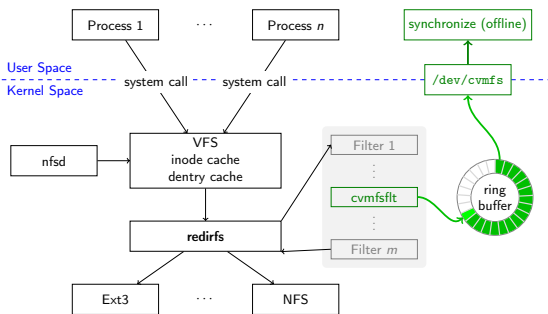 Process 1
...
Process n
synchronize (offline)
User Space
Kernel Space
system call
system call
/dev/cvmfs
nfsd
VFS
inode cache
dentry cache
Filter 1
⋮
cvmfsflt
⋮
Filter m
ring
buffer
redirfs
Ext3
...
NFS